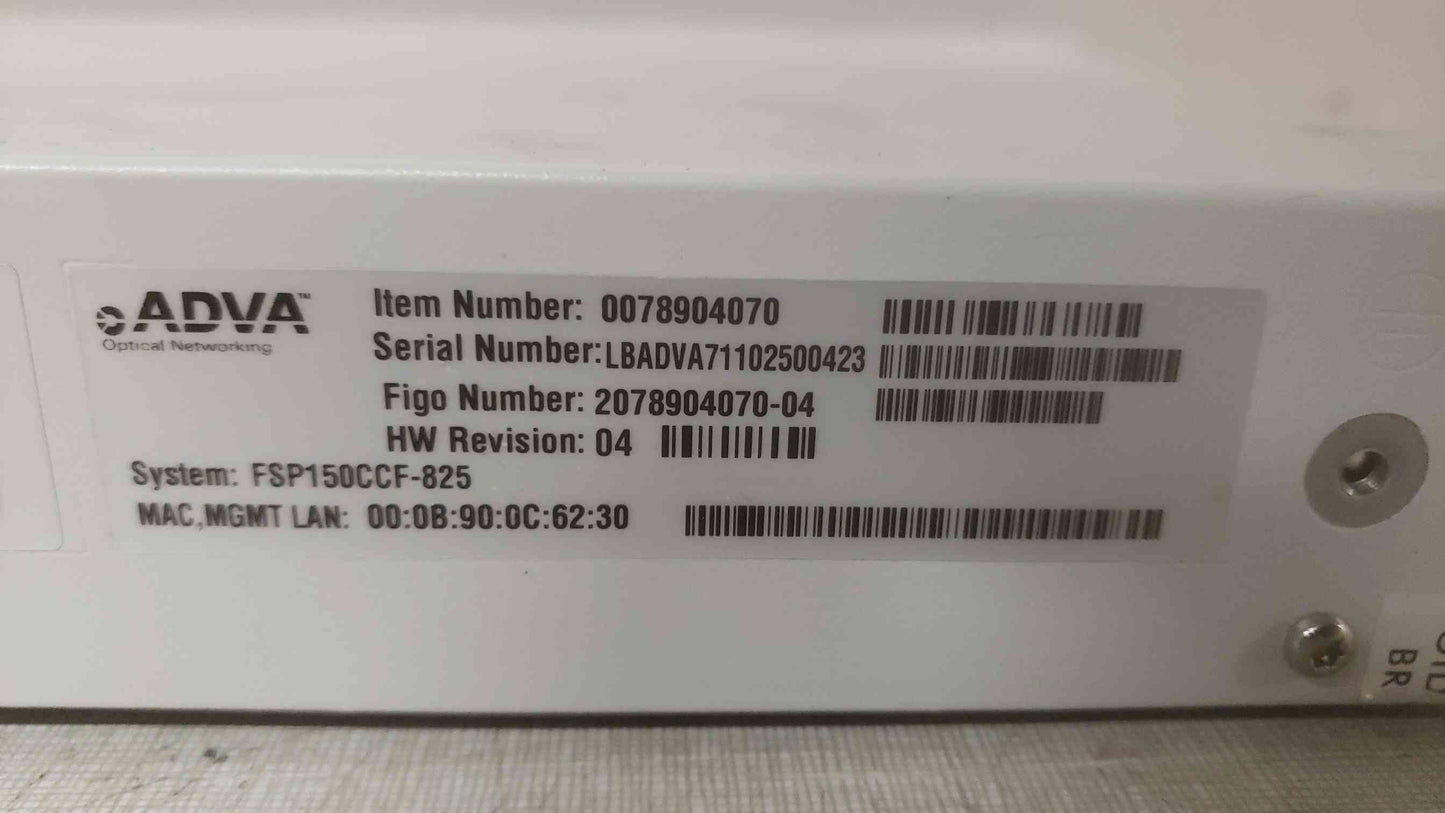 ADVA™
Optical Networking
Item Number: 0078904070
Serial Number: LBADVA71102500423
Figo Number: 2078904070-04
HW Revision: 04
System: FSP150CCF-825
MAC,MGMT LAN: 00:0B:90:0C:62:30
BR